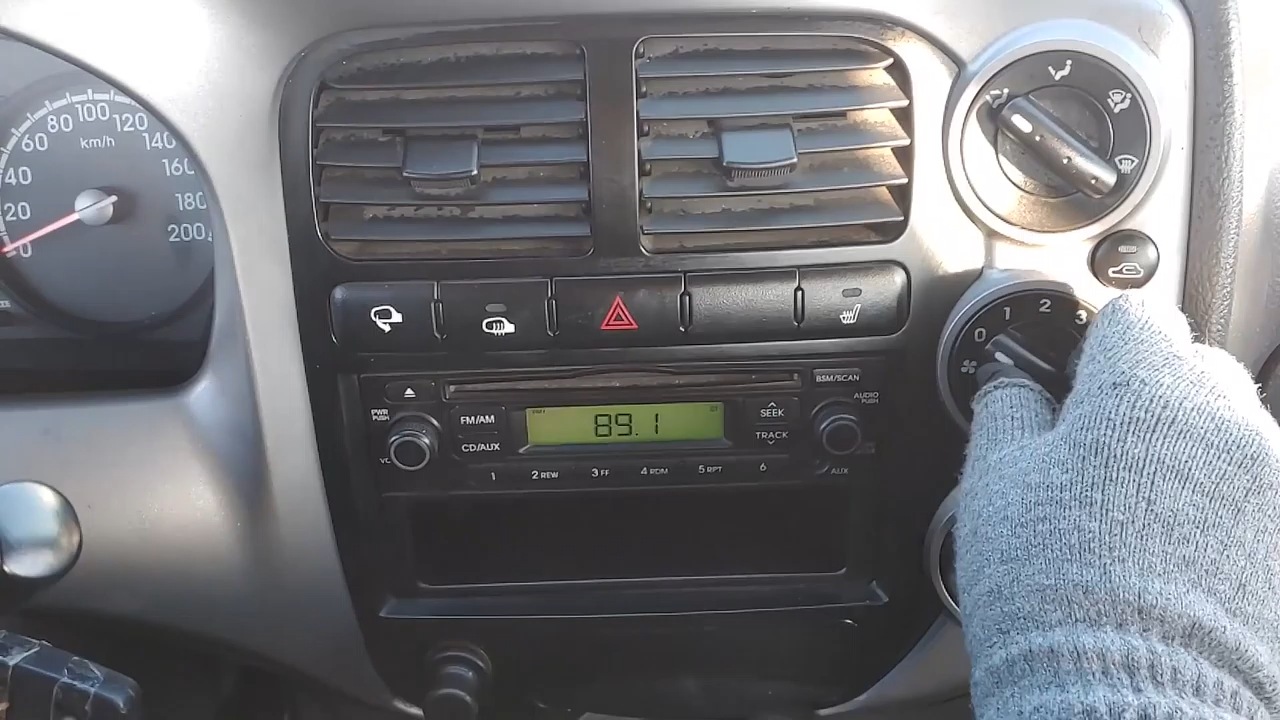 0
20
40
60
80
100
120
140
160
180
200
km/h
0
1
2
3
PWR
PUSH
FM/AM
CD/AUX
89.1
BSM/SCAN
AUDIO
PUSH
SEEK
TRACK
1
2 REW
3 FF
4 RDM
5 RPT
6
AUX